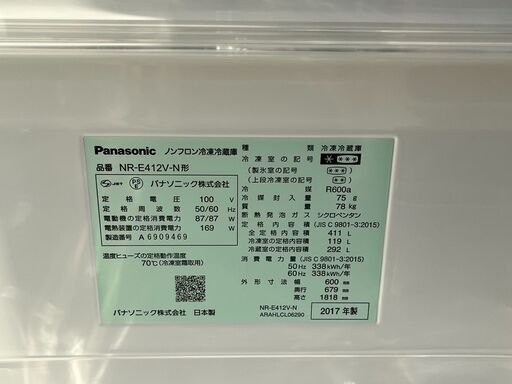 Panasonic ノンフロン冷凍冷蔵庫
品番 NR-E412V-N形
JET PSE パナソニック株式会社
定格電圧 100 V
定格周波数 50/60 Hz
電動機の定格消費電力 87/87 W
電熱装置の定格消費電力 169 W
製造番号 A 6909469
温度ヒューズの定格動作温度
70℃(冷凍室霜取用)
パナソニック株式会社 日本製
種類 冷凍冷蔵庫
冷凍室の記号
(製氷室の記号)
(上段冷凍室の記号)
冷媒 R600a
冷媒封入量 75 g
質量 78 kg
断熱発泡ガス シクロペンタン
定格内容積 (JIS C 9801-3:2015)
全定格内容積 411 L
冷凍室の定格内容積 119 L
冷蔵室の定格内容積 292 L
消費電力量 (JIS C 9801-3:2015)
50Hz 338 kWh/年
60Hz 338 kWh/年
外形寸法 幅 600 mm
奥行 679 mm
高さ 1818 mm
NR-E412V-N
ARAHLCL06290
2017年製